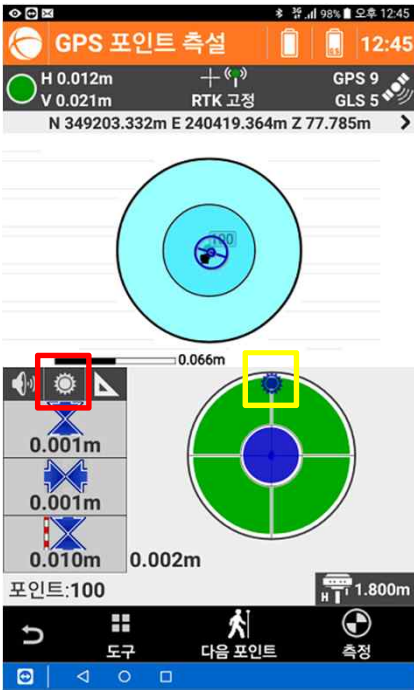 98% 오후 12:45
GPS 포인트 측설 12:45
H 0.012m GPS 9
V 0.021m RTK 고정 GLS 5
N 349203.332m E 240419.364m Z 77.785m
100
0.066m
0.001m
0.001m
0.010m 0.002m
포인트:100 H 1.800m
도구 다음 포인트 측정